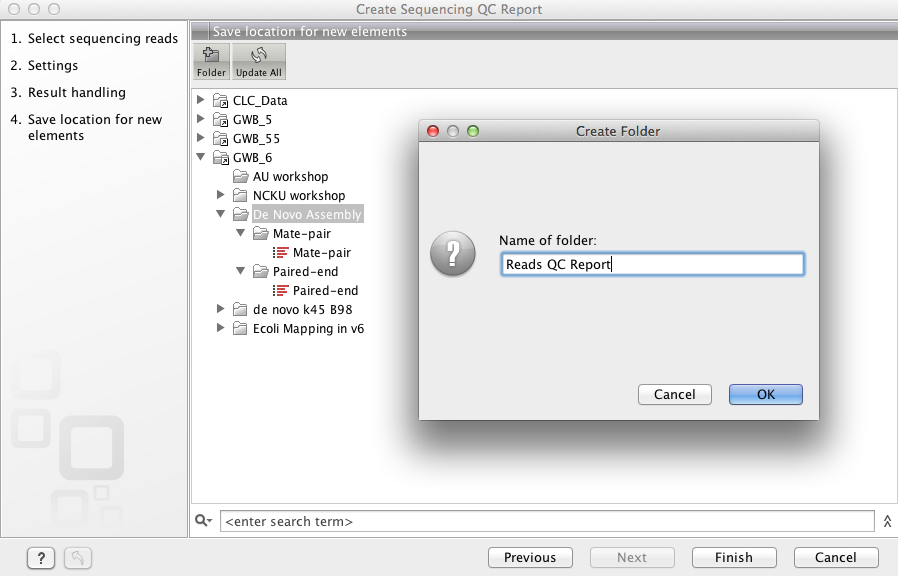 Create Sequencing QC Report
1. Select sequencing reads
2. Settings
3. Result handling
4. Save location for new
elements
Save location for new elements
Folder
Update All
CLC_Data
GWB_5
GWB_55
GWB_6
AU workshop
NCKU workshop
De Novo Assembly
Mate-pair
Mate-pair
Paired-end
Paired-end
de novo k45 B98
Ecoli Mapping in v6
Create Folder
?
Name of folder:
Reads QC Report
Cancel
OK
<enter search term>
?
Previous
Next
Finish
Cancel